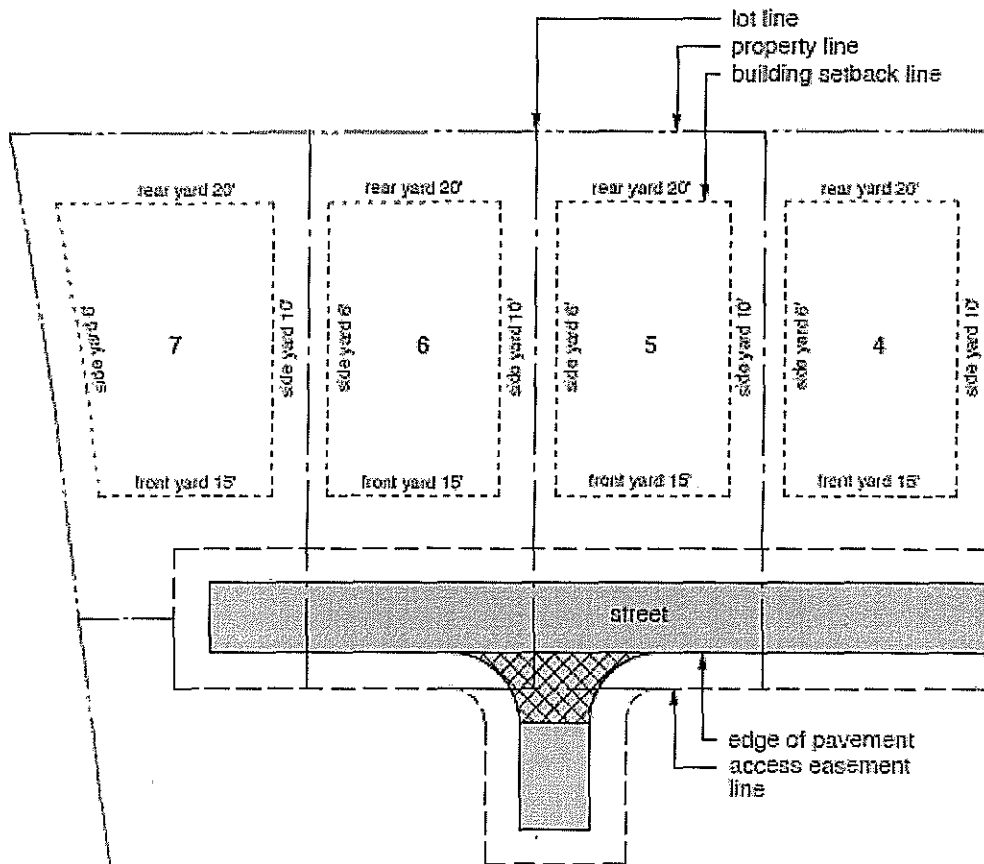 lot line
property line
building setback line
rear yard 20'
rear yard 20'
rear yard 20'
rear yard 20'
side yard 6'
7
side yard 10'
side yard 6'
6
side yard 10'
side yard 6'
5
side yard 10'
side yard 6'
4
side yard 10'
front yard 15'
front yard 15'
front yard 15'
front yard 15'
street
edge of pavement
access easement
line